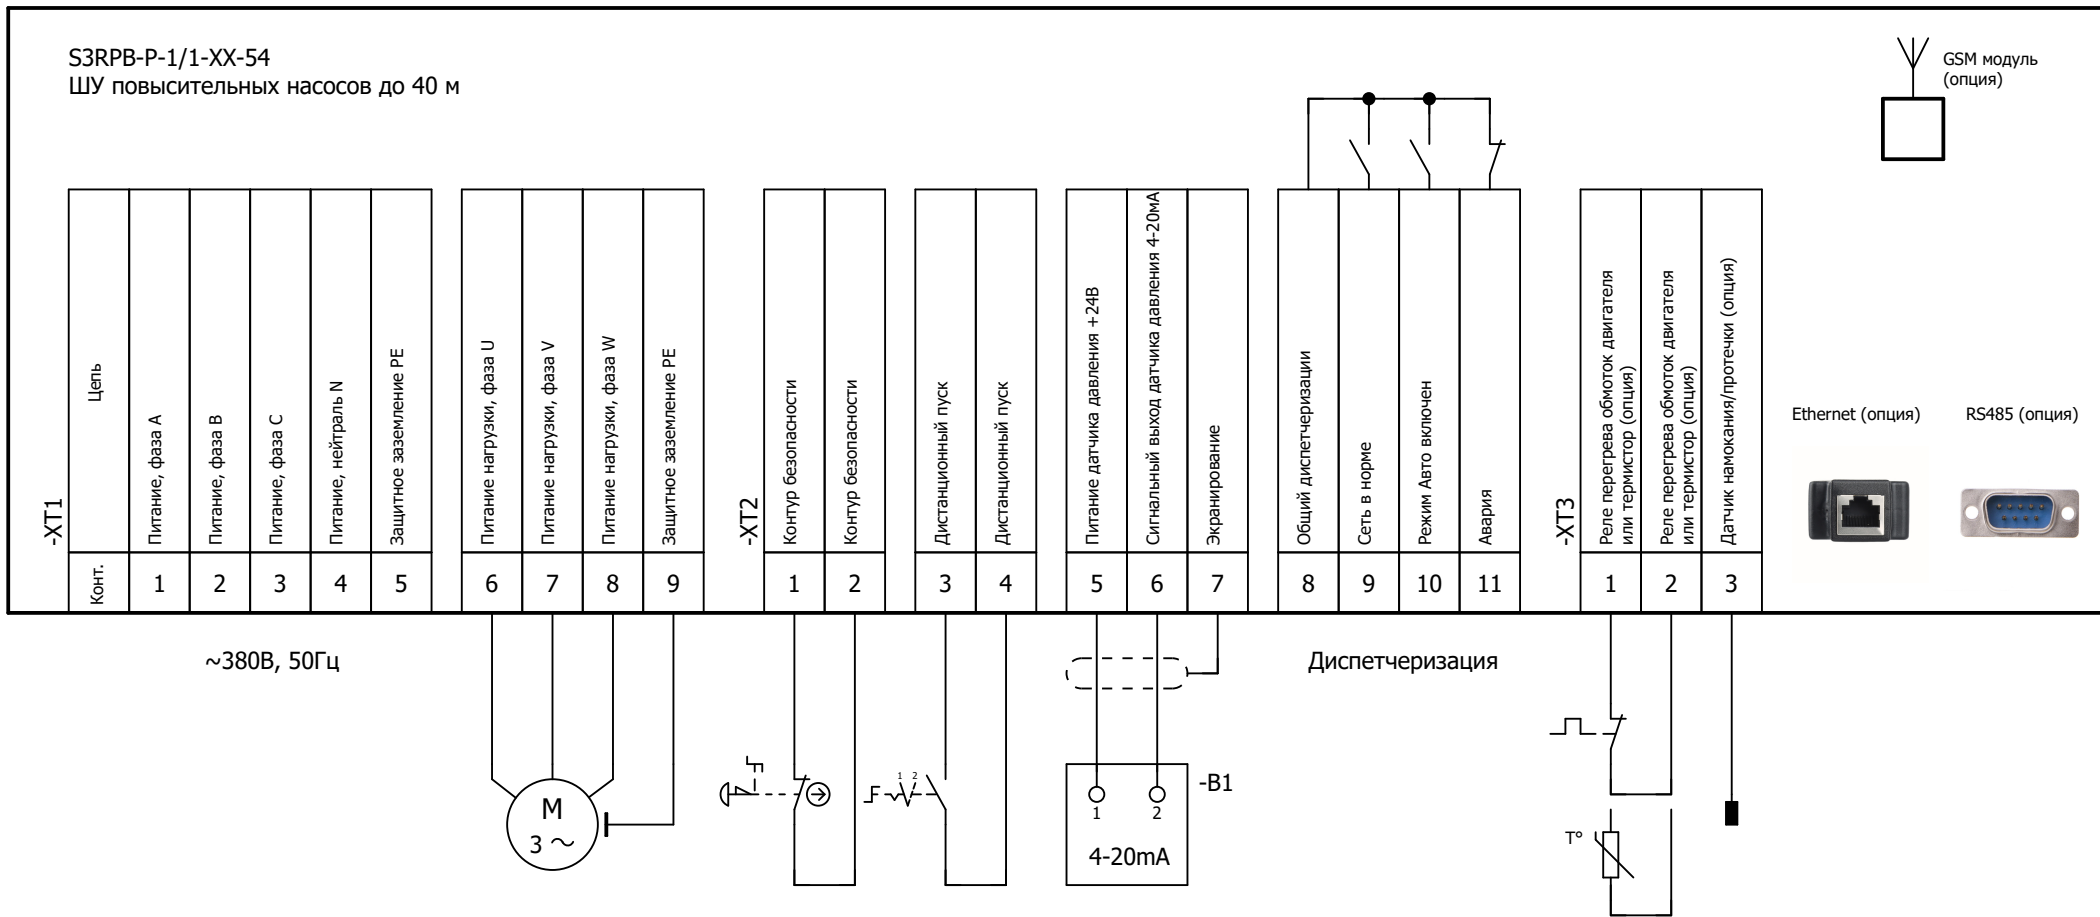 S3RPB-P-1/1-XX-54
ШУ повысительных насосов до 40 м
GSM модуль
(опция)
-XT1
Цепь
Питание, фаза A
Питание, фаза B
Питание, фаза C
Питание, нейтраль N
Защитное заземление PE
Питание нагрузки, фаза U
Питание нагрузки, фаза V
Питание нагрузки, фаза W
Защитное заземление PE
-XT2
Контур безопасности
Контур безопасности
Дистанционный пуск
Дистанционный пуск
Питание датчика давления +24В
Сигнальный выход датчика давления 4-20мА
Экранирование
Общий диспетчеризации
Сеть в норме
Режим Авто включен
Авария
-XT3
Реле перегрева обмоток двигателя
или термистор (опция)
Реле перегрева обмоток двигателя
или термистор (опция)
Датчик намокания/протечки (опция)
Ethernet (опция)
RS485 (опция)
Конт.
1
2
3
4
5
6
7
8
9
1
2
3
4
5
6
7
8
9
10
11
1
2
3
~380В, 50Гц
Диспетчеризация
M
3 ~
1 2
-B1
1
2
4-20mA
T°